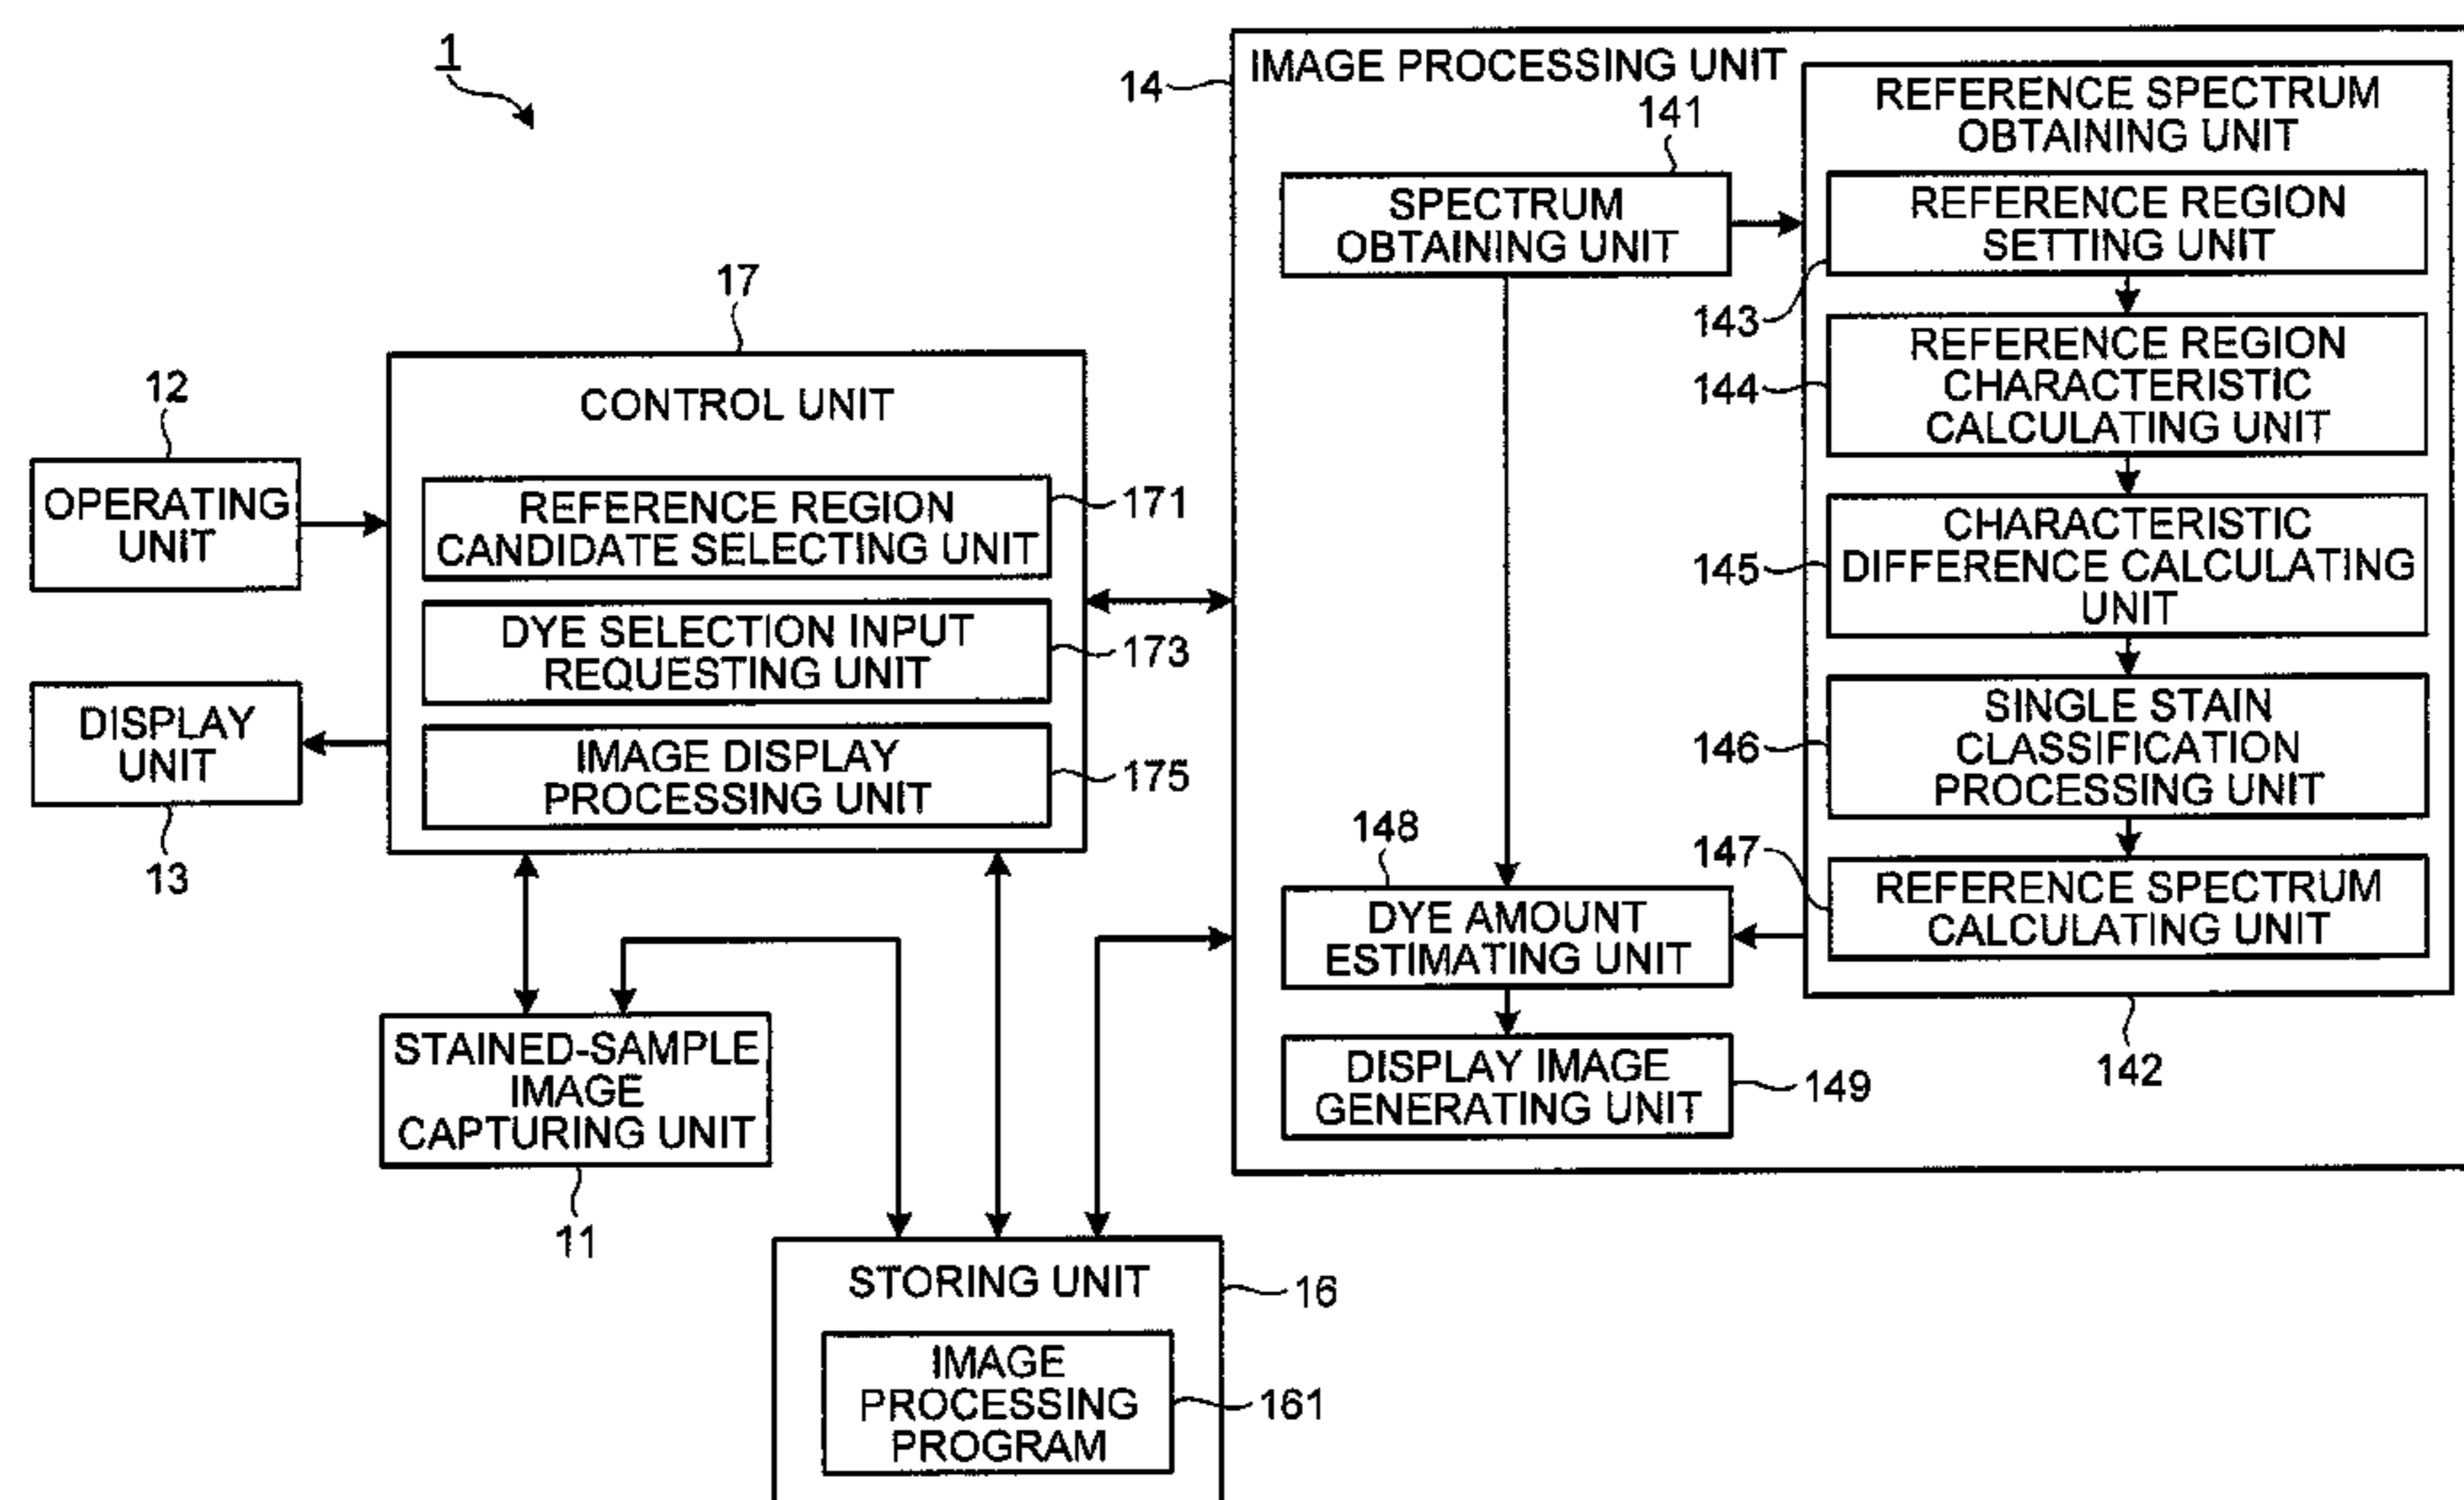 1
12
OPERATING
UNIT
DISPLAY
UNIT
13
17
CONTROL UNIT
REFERENCE REGION
CANDIDATE SELECTING UNIT
171
DYE SELECTION INPUT
REQUESTING UNIT
173
IMAGE DISPLAY
PROCESSING UNIT
175
STAINED-SAMPLE
IMAGE
CAPTURING UNIT
11
STORING UNIT
16
IMAGE
PROCESSING
PROGRAM
161
14
IMAGE PROCESSING UNIT
141
SPECTRUM
OBTAINING UNIT
148
DYE AMOUNT
ESTIMATING UNIT
DISPLAY IMAGE
GENERATING UNIT
149
REFERENCE SPECTRUM
OBTAINING UNIT
REFERENCE REGION
SETTING UNIT
143
REFERENCE REGION
CHARACTERISTIC
CALCULATING UNIT
144
CHARACTERISTIC
DIFFERENCE CALCULATING
UNIT
145
SINGLE STAIN
CLASSIFICATION
PROCESSING UNIT
146
147
REFERENCE SPECTRUM
CALCULATING UNIT
142